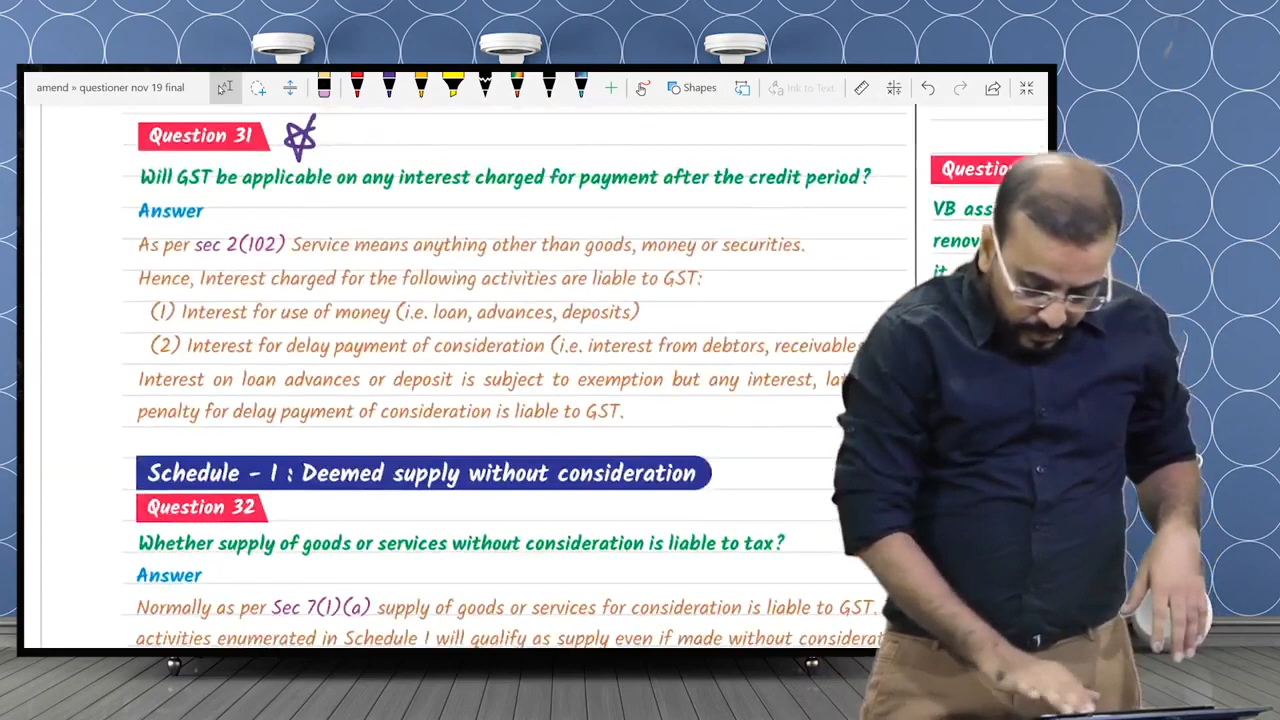 amend » questioner nov 19 final
Shapes
Ink to Text
Question 31
Will GST be applicable on any interest charged for payment after the credit period?
Answer
As per sec 2(102) Service means anything other than goods, money or securities.
Hence, Interest charged for the following activities are liable to GST:
(1) Interest for use of money (i.e. loan, advances, deposits)
(2) Interest for delay payment of consideration (i.e. interest from debtors,
Interest on loan advances or deposit is subject to exemption but any interest,
penalty for delay payment of consideration is liable to GST.
Schedule - 1 : Deemed supply without consideration
Question 32
Whether supply of goods or services without consideration is liable to tax?
Answer
Normally as per Sec 7(1)(a) supply of goods or services for consideration is liable to GST.
activities enumerated in Schedule 1 will qualify as supply even if made without
VB
it